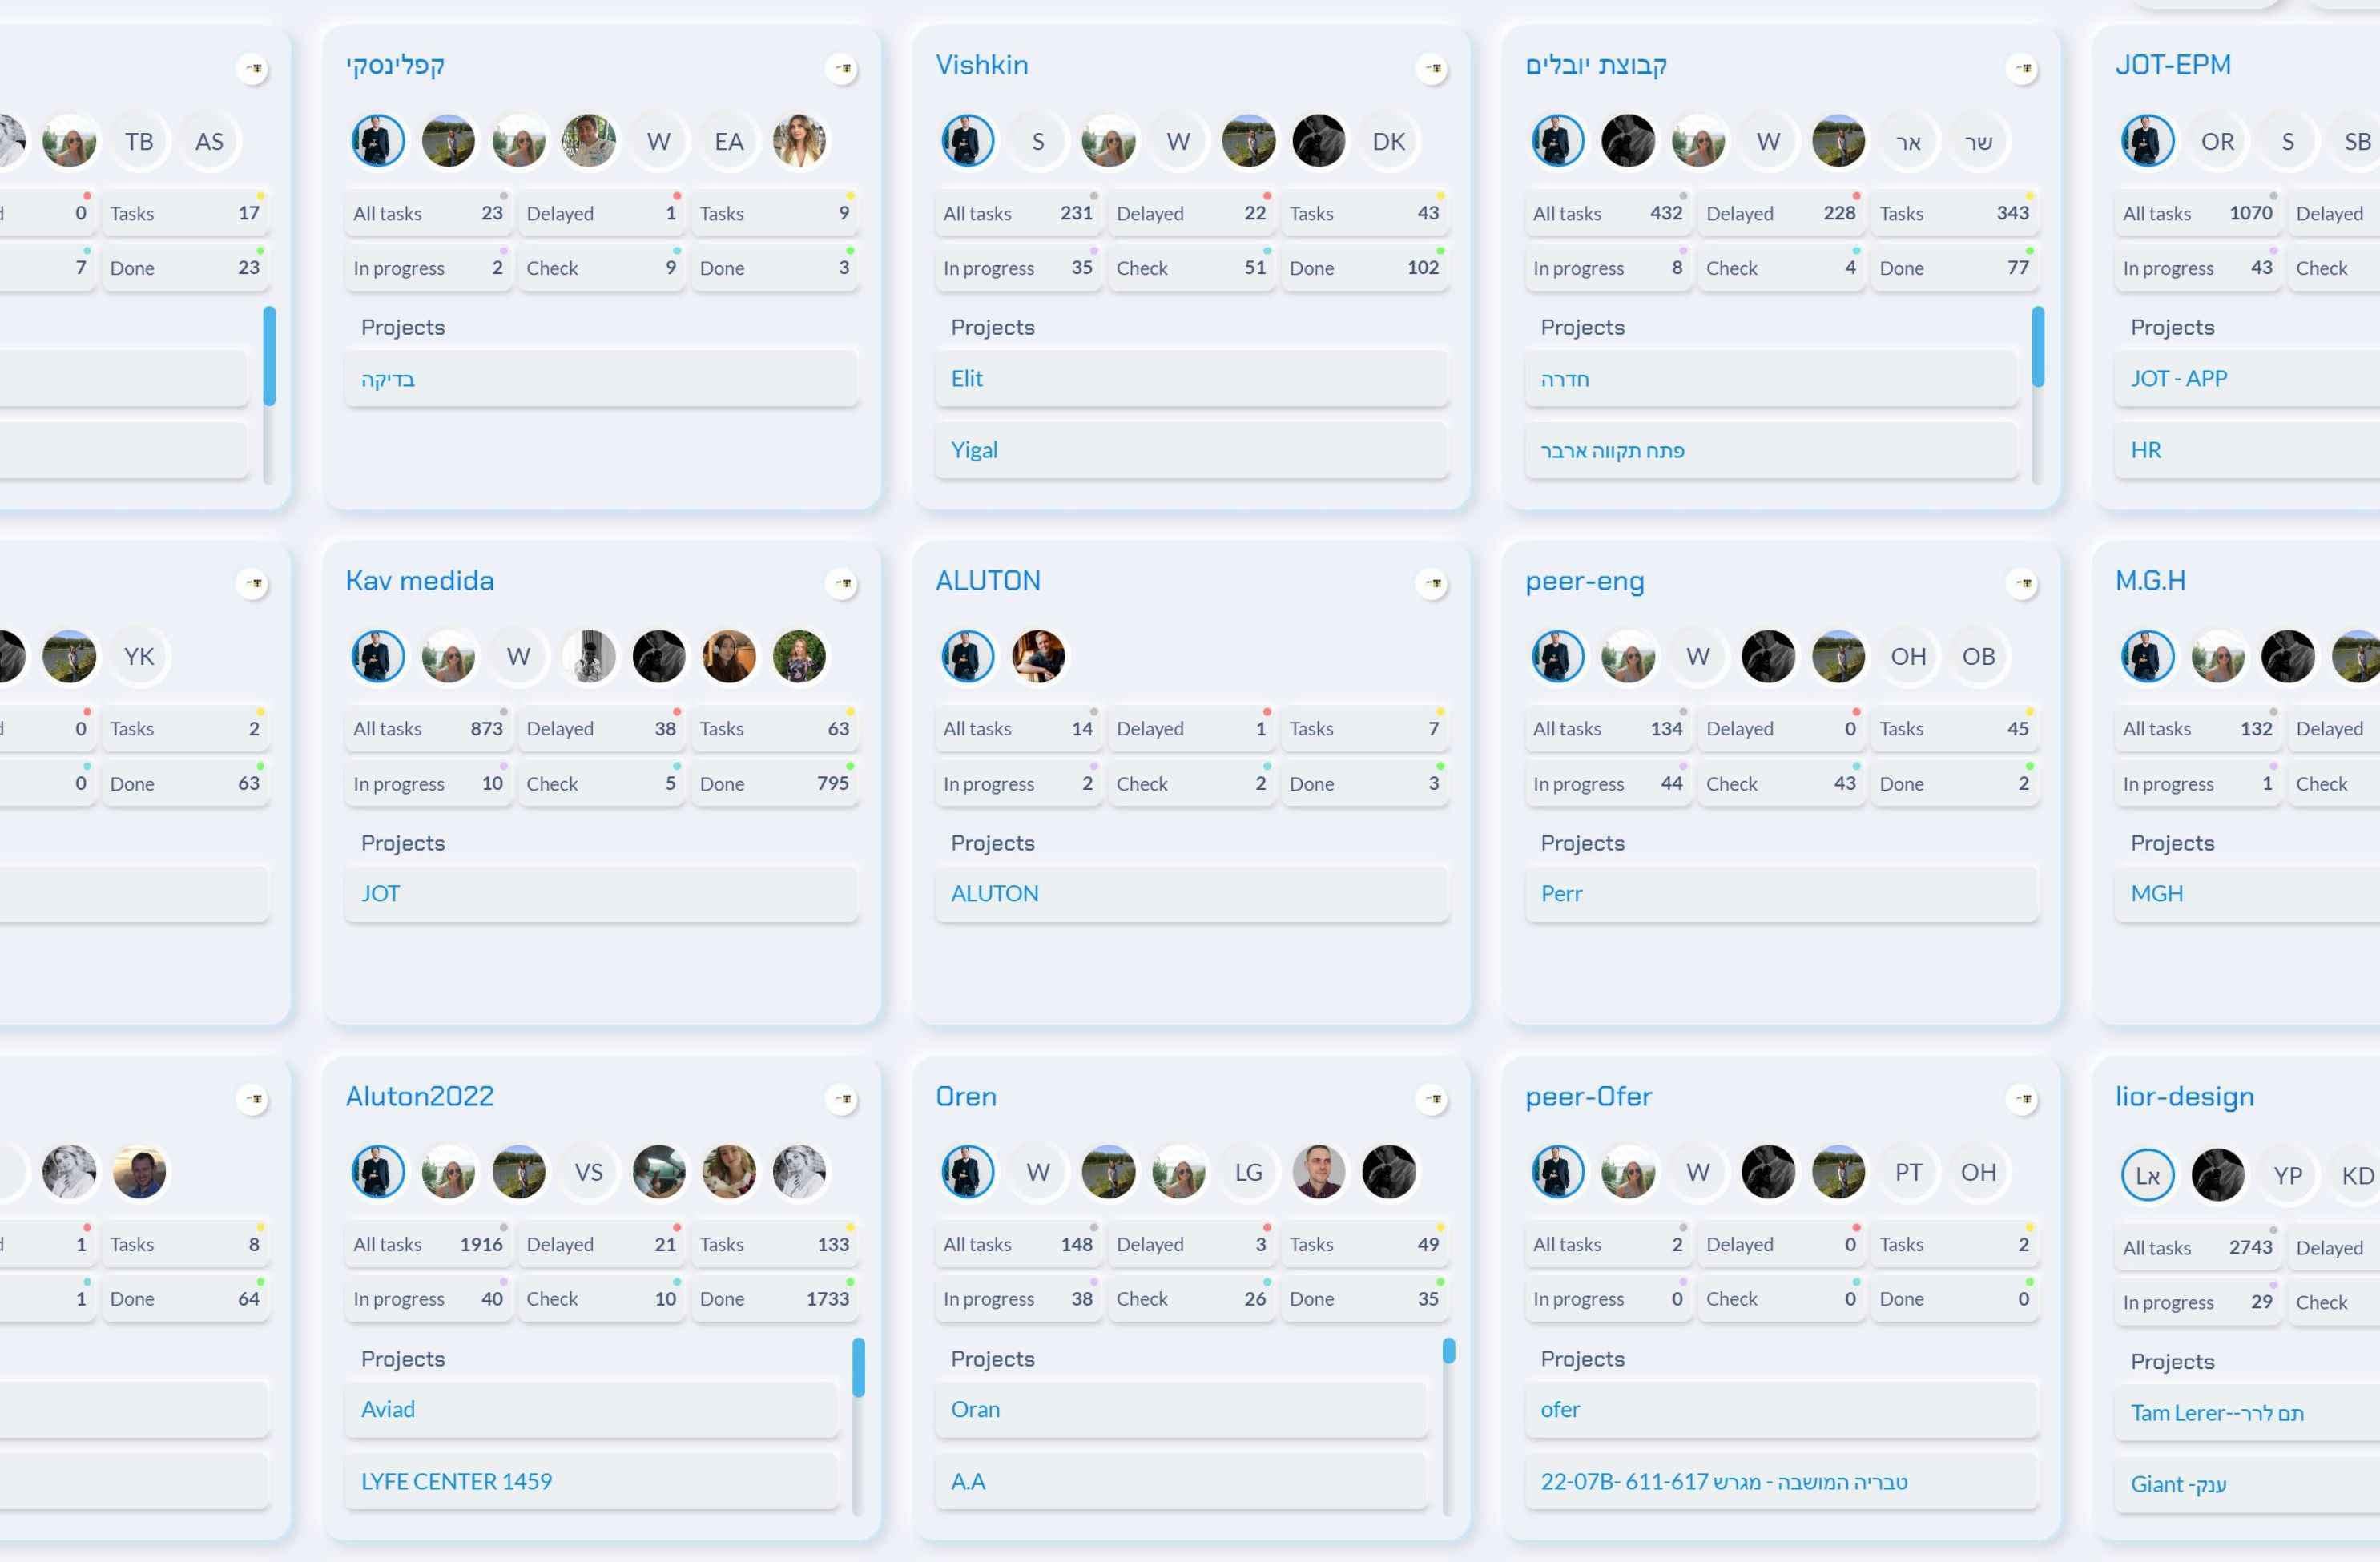 קפלינסקי
Vishkin
קבוצת יובלים
JOT-EPM
TB AS
W EA
S W DK
W אר שר
OR S SB
0 Tasks 17
All tasks 23 Delayed 1 Tasks 9
All tasks 231 Delayed 22 Tasks 43
All tasks 432 Delayed 228 Tasks 343
All tasks 1070 Delayed
7 Done 23
In progress 2 Check 9 Done 3
In progress 35 Check 51 Done 102
In progress 8 Check 4 Done 77
In progress 43 Check
Projects
Projects
Projects
Projects
בדיקה
Elit
חדרה
JOT - APP
Yigal
פתח תקווה ארבר
HR
Kav medida
ALUTON
peer-eng
M.G.H
YK
W
W OH OB
0 Tasks 2
All tasks 873 Delayed 38 Tasks 63
All tasks 14 Delayed 1 Tasks 7
All tasks 134 Delayed 0 Tasks 45
All tasks 132 Delayed
0 Done 63
In progress 10 Check 5 Done 795
In progress 2 Check 2 Done 3
In progress 44 Check 43 Done 2
In progress 1 Check
Projects
Projects
Projects
Projects
JOT
ALUTON
Perr
MGH
Aluton2022
Oren
peer-Ofer
lior-design
VS
W LG
W PT OH
Lא YP KD
1 Tasks 8
All tasks 1916 Delayed 21 Tasks 133
All tasks 148 Delayed 3 Tasks 49
All tasks 2 Delayed 0 Tasks 2
All tasks 2743 Delayed
1 Done 64
In progress 40 Check 10 Done 1733
In progress 38 Check 26 Done 35
In progress 0 Check 0 Done 0
In progress 29 Check
Projects
Projects
Projects
Projects
Aviad
Oran
ofer
Tam Lerer--תם לרר
LYFE CENTER 1459
A.A
22-07B- 611-617 טבריה המושבה - מגרש
Giant -ענק